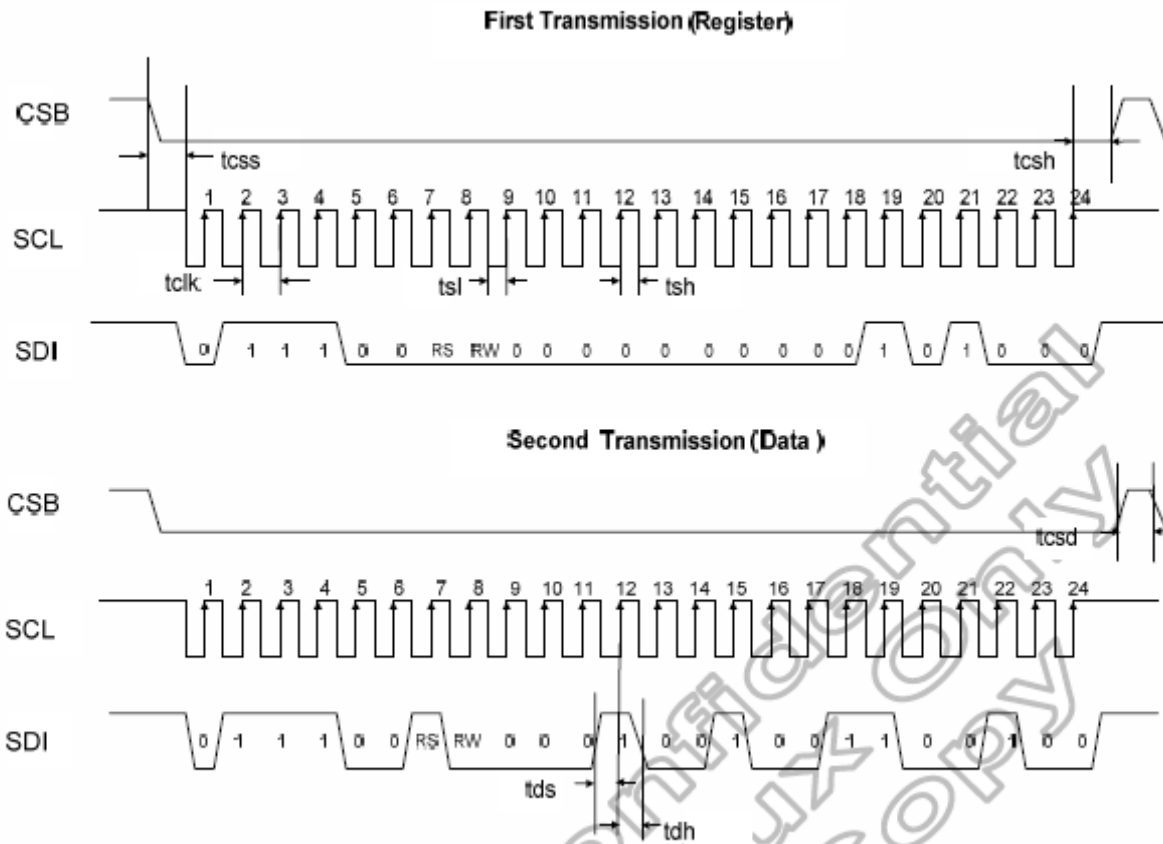 First Transmission (Register)
CSB
tcss
tcsh
1 2 3 4 5 6 7 8 9 10 11 12 13 14 15 16 17 18 19 20 21 22 23 24
SCL
tclk
tsl
tsh
SDI
0 1 1 1 0 0 RS RW 0 0 0 0 0 0 0 0 0 0 1 0 1 0 0 0
Second Transmission (Data )
CSB
tcsd
1 2 3 4 5 6 7 8 9 10 11 12 13 14 15 16 17 18 19 20 21 22 23 24
SCL
SDI
0 1 1 1 0 0 RS RW 0 0 0 1 0 0 1 0 0 1 1 0 0 1 0 0
tds
tdh
onfidential
ux Only
copy